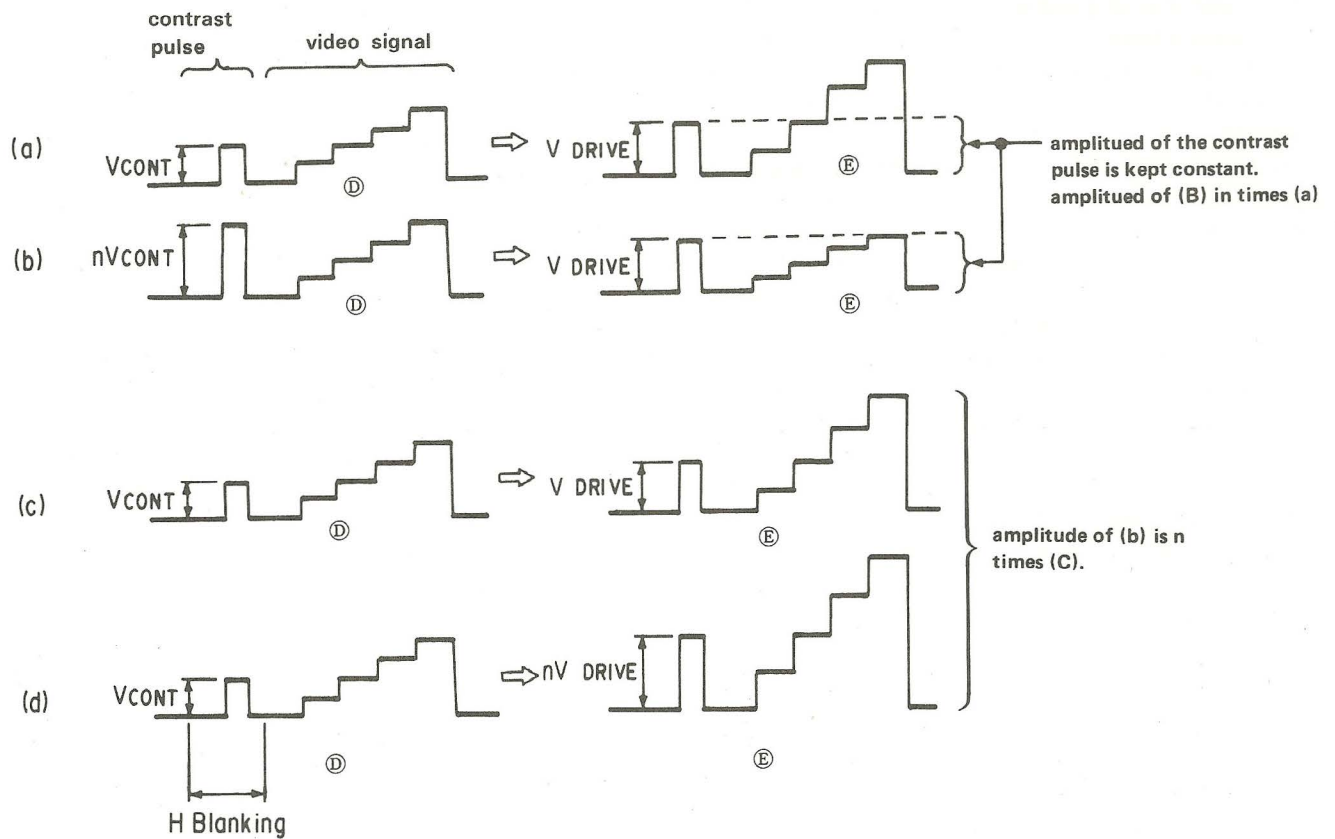 contrast
pulse
video signal
(a)
VCONT
Ⓓ
⇨
V DRIVE
Ⓔ
amplitued of the contrast
pulse is kept constant.
amplitued of (B) in times (a)
(b)
nVCONT
Ⓓ
⇨
V DRIVE
Ⓔ
(c)
VCONT
Ⓓ
⇨
V DRIVE
Ⓔ
amplitude of (b) is n
times (C).
(d)
VCONT
Ⓓ
⇨
nV DRIVE
Ⓔ
H Blanking